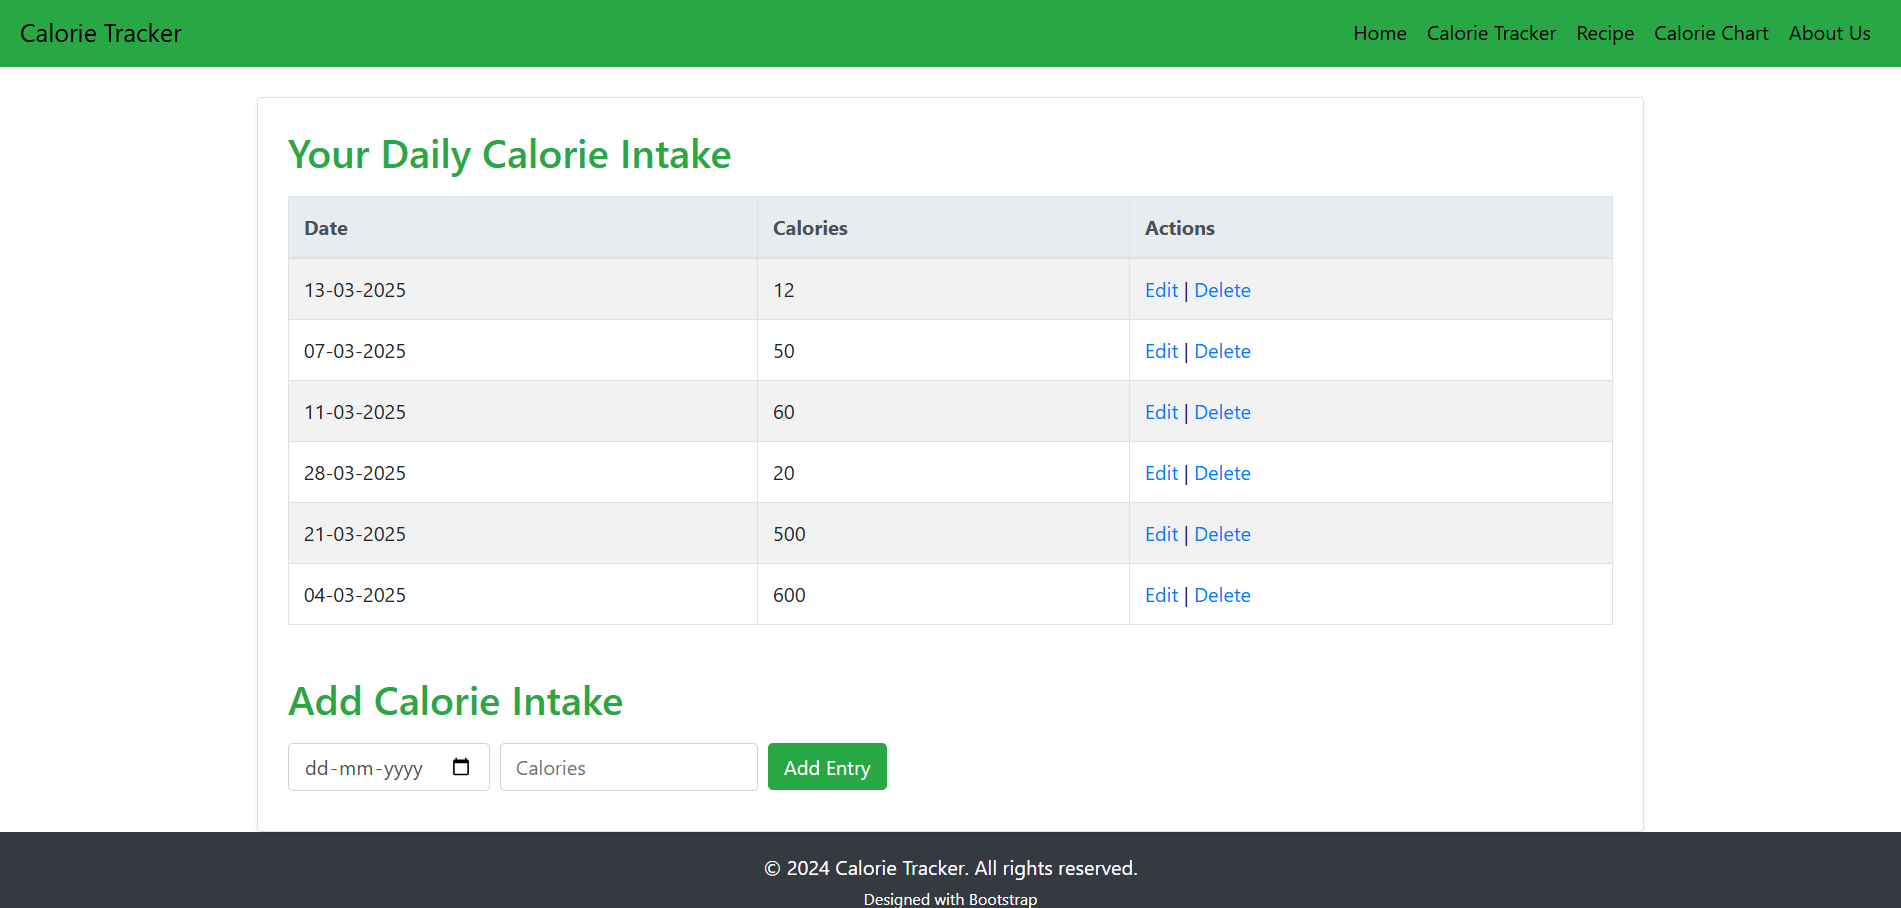 Calorie Tracker Home Calorie Tracker Recipe Calorie Chart About Us
Your Daily Calorie Intake
Date Calories Actions
13-03-2025 12 Edit | Delete
07-03-2025 50 Edit | Delete
11-03-2025 60 Edit | Delete
28-03-2025 20 Edit | Delete
21-03-2025 500 Edit | Delete
04-03-2025 600 Edit | Delete
Add Calorie Intake
dd-mm-yyyy Calories Add Entry
© 2024 Calorie Tracker. All rights reserved.
Designed with Bootstrap